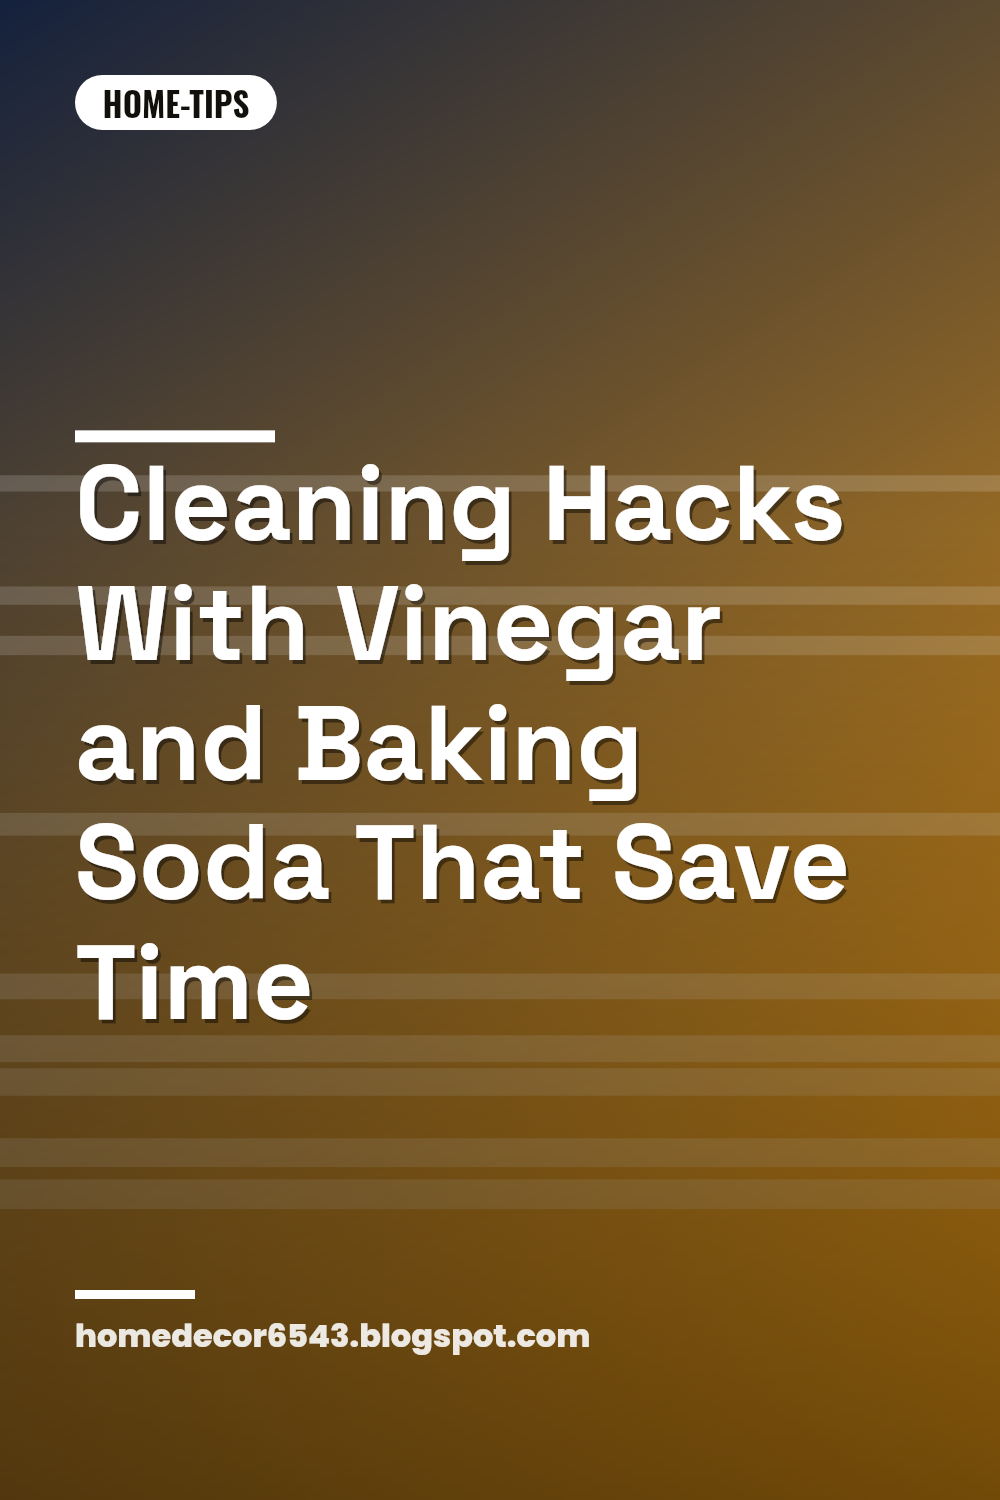 HOME-TIPS
Cleaning Hacks
With Vinegar
and Baking
Soda That Save
Time
homedecor6543.blogspot.com